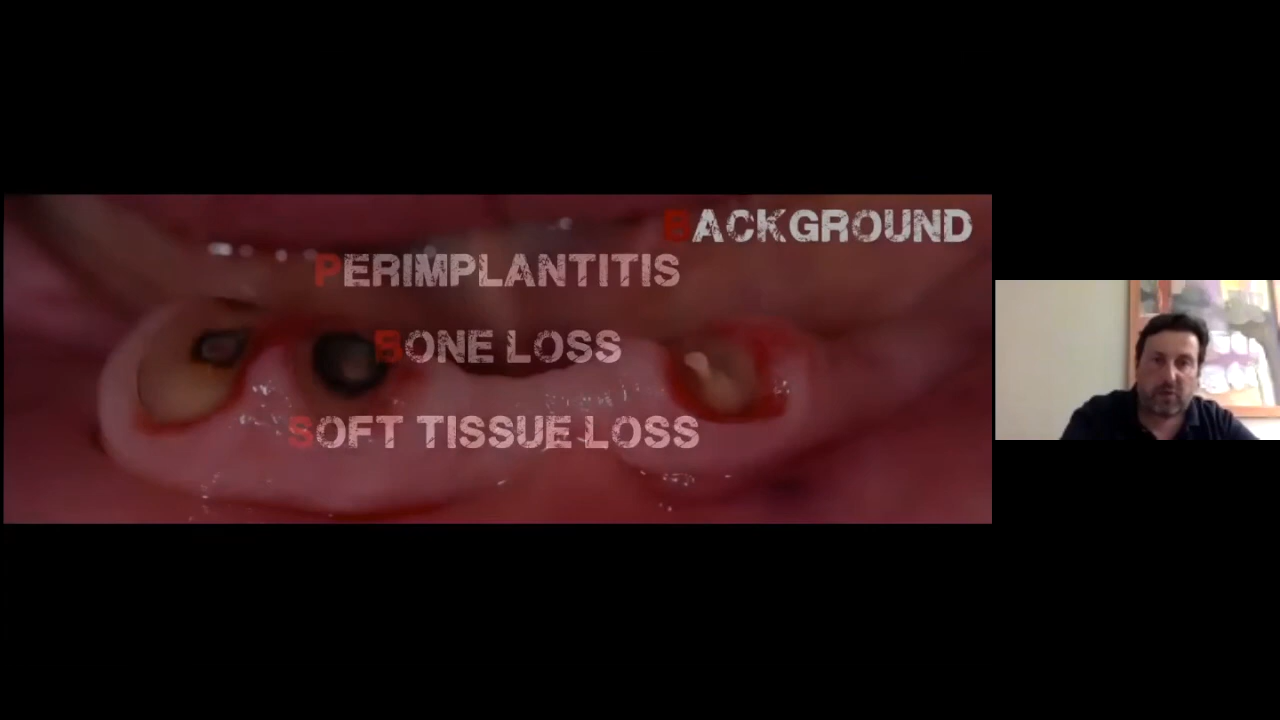 BACKGROUND
PERIMPLANTITIS
BONE LOSS
SOFT TISSUE LOSS